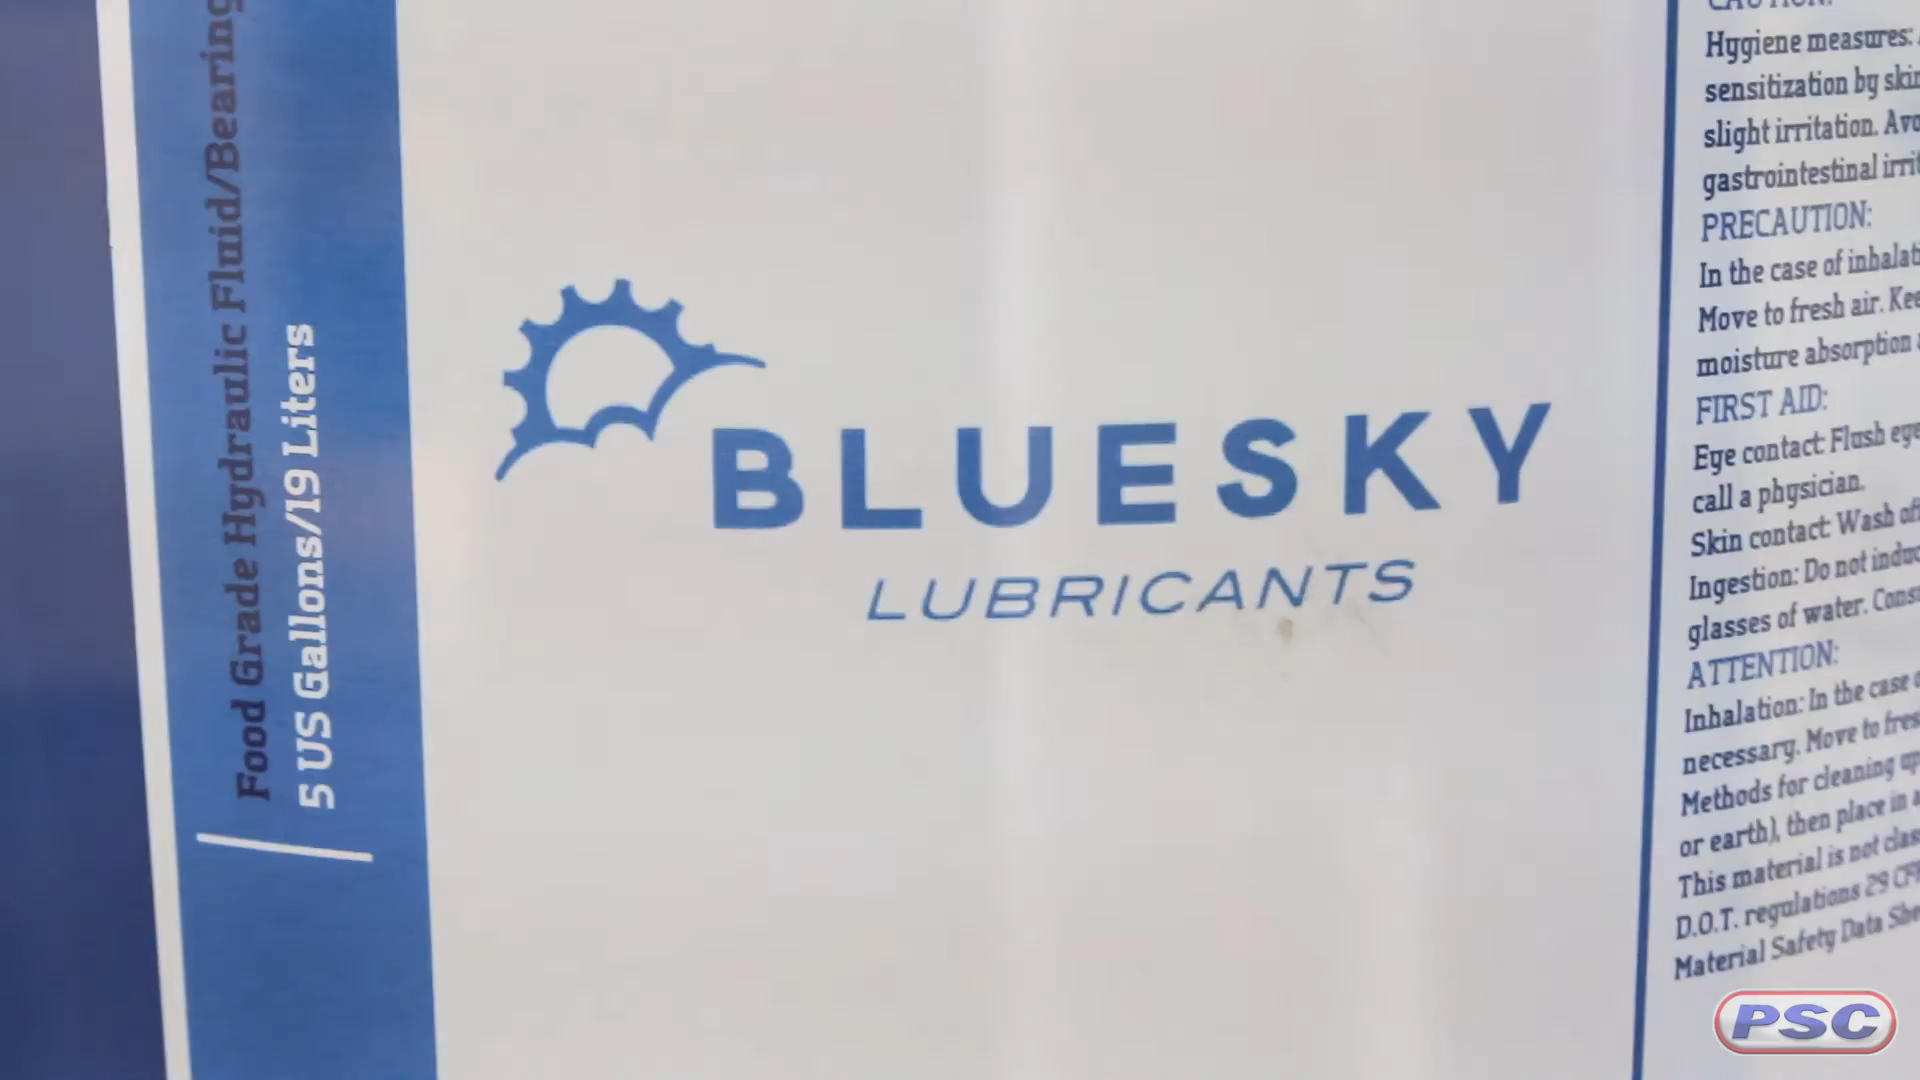 Food Grade Hydraulic Fluid/Bearing
5 US Gallons/19 Liters
BLUESKY
LUBRICANTS
CAUTION:
Hygiene measures:
sensitization by skin
slight irritation.
gastrointestinal
PRECAUTION:
In the case of
Move to fresh air.
moisture absorption
FIRST AID:
Eye contact: Flush
call a physician.
Skin contact: Wash off
Ingestion: Do not
glasses of water.
ATTENTION:
Inhalation: In the case
necessary. Move to
Methods for cleaning up
or earth), then place in
This material is not
D.O.T. regulations 29
Material Safety Data
PSC